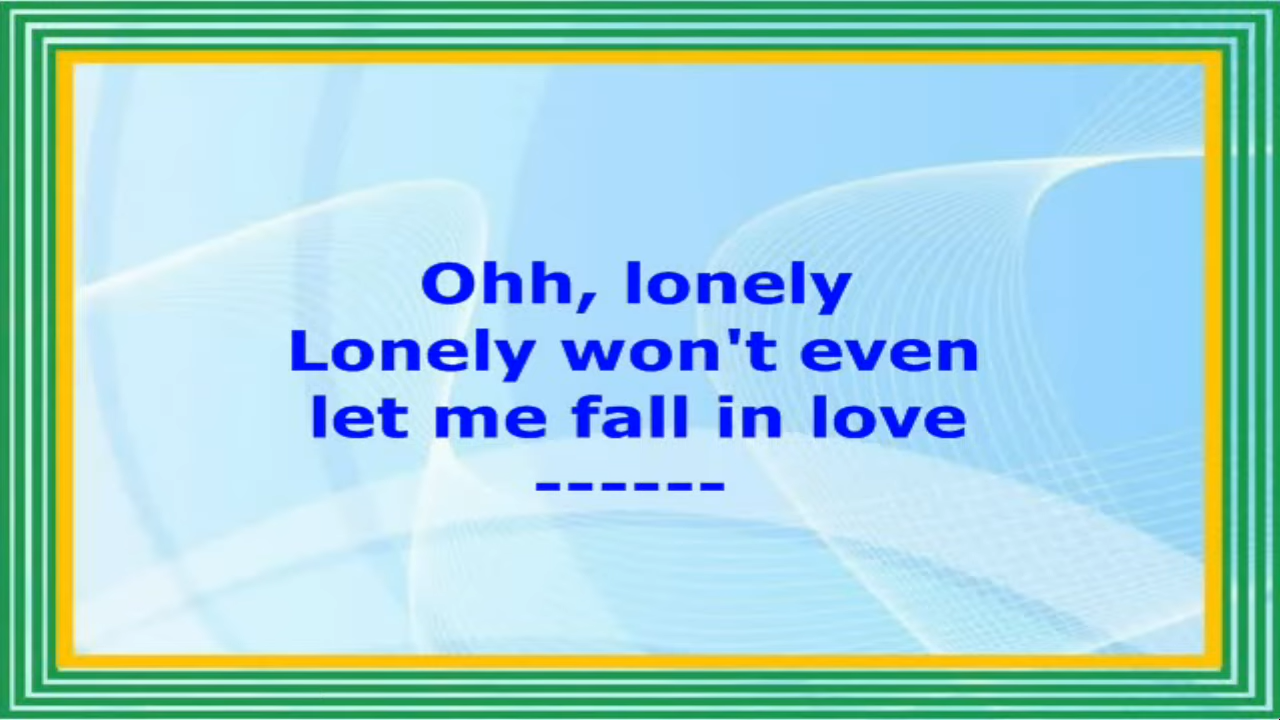 Ohh, lonely
Lonely won't even
let me fall in love
------